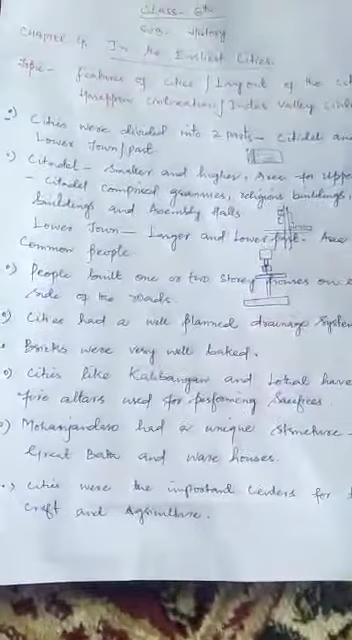 Class- 6th
Sub- History
Chapter 4. In the Earliest Cities.
Topic- features of cities / Layout of the cit
Harappan civilization / Indus Valley civili
Cities were divided into 2 parts- Citadel and
Lower Town/part.
Citadel - Smaller and higher. Area for uppe
- Citadel comprised granaries, religious buildings,
buildings and Assembly Halls
Lower Town- Larger and Lower part. Area
Common people.
People built one or two storey houses on e
side of the roads.
Cities had a well planned drainage system
Bricks were very well baked.
Cities like Kalibangan and Lothal have
fire altars used for performing Sacrifices
Mohanjandaro had a unique structure -
Great Bath and ware houses.
Cities were the important Centers for
craft and Agriculture.